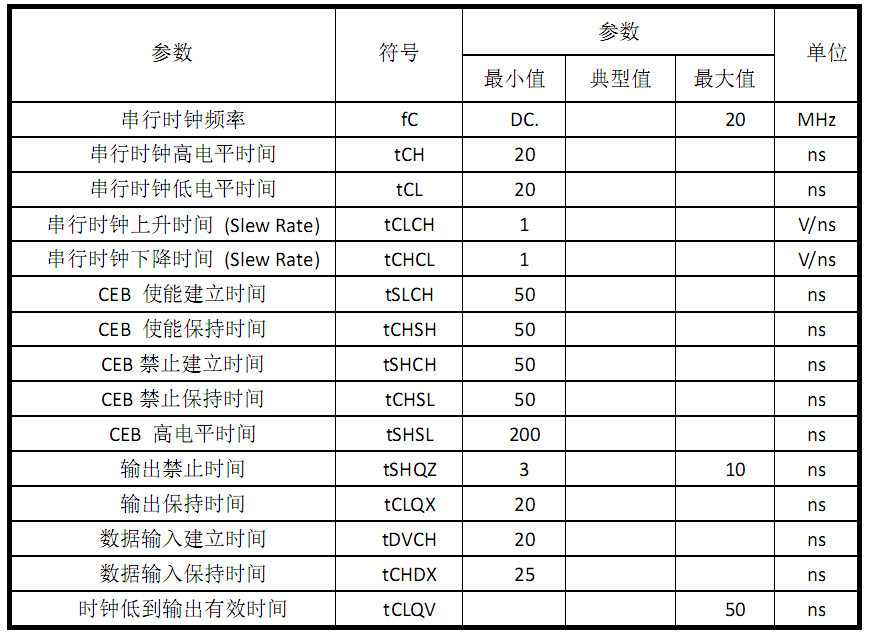 参数 符号 参数 单位
最小值 典型值 最大值
串行时钟频率 fC DC. 20 MHz
串行时钟高电平时间 tCH 20 ns
串行时钟低电平时间 tCL 20 ns
串行时钟上升时间 (Slew Rate) tCLCH 1 V/ns
串行时钟下降时间 (Slew Rate) tCHCL 1 V/ns
CEB 使能建立时间 tSLCH 50 ns
CEB 使能保持时间 tCHSH 50 ns
CEB 禁止建立时间 tSHCH 50 ns
CEB 禁止保持时间 tCHSL 50 ns
CEB 高电平时间 tSHSL 200 ns
输出禁止时间 tSHQZ 3 10 ns
输出保持时间 tCLQX 20 ns
数据输入建立时间 tDVCH 20 ns
数据输入保持时间 tCHDX 25 ns
时钟低到输出有效时间 tCLQV 50 ns